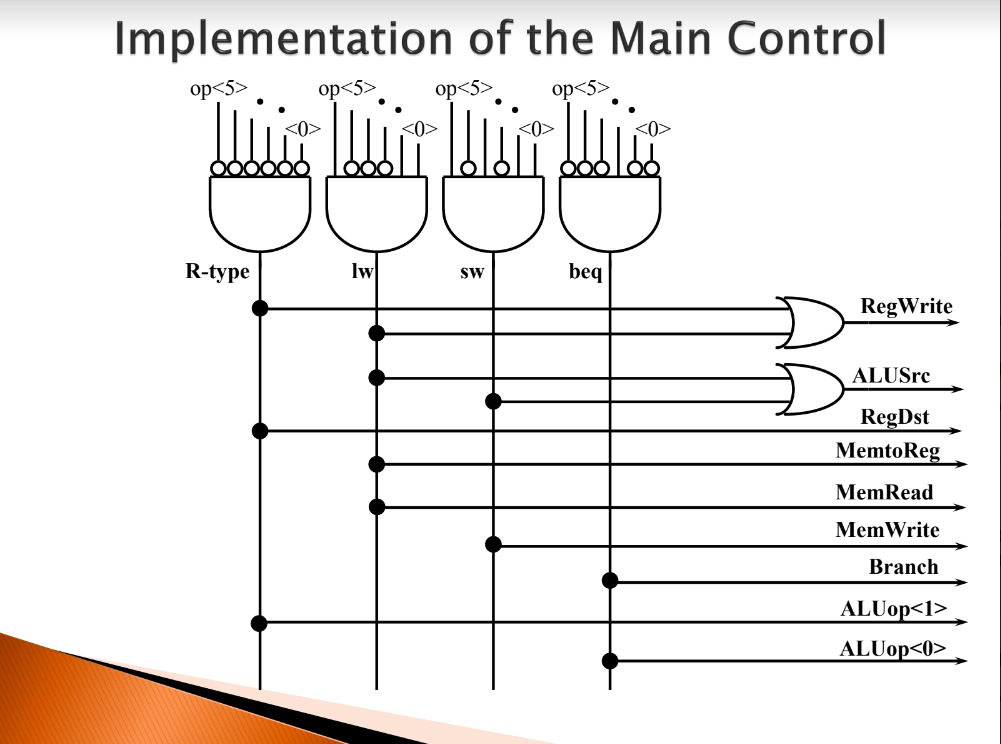 Implementation of the Main Control
op<5> op<5> op<5> op<5>
<0> <0> <0> <0>
R-type lw sw beq
RegWrite
ALUSrc
RegDst
MemtoReg
MemRead
MemWrite
Branch
ALUop<1>
ALUop<0>